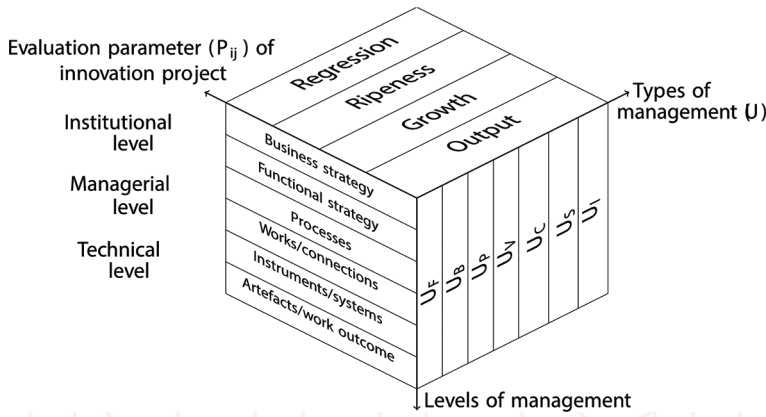 Evaluation parameter (Pij) of
innovation project
Regression
Ripeness
Growth
Output
Types of
management (U)
Institutional
level
Managerial
level
Technical
level
Business strategy
Functional strategy
Processes
Works/connections
Instruments/systems
Artefacts/work outcome
UF
UB
UP
UV
UC
US
UI
Levels of management